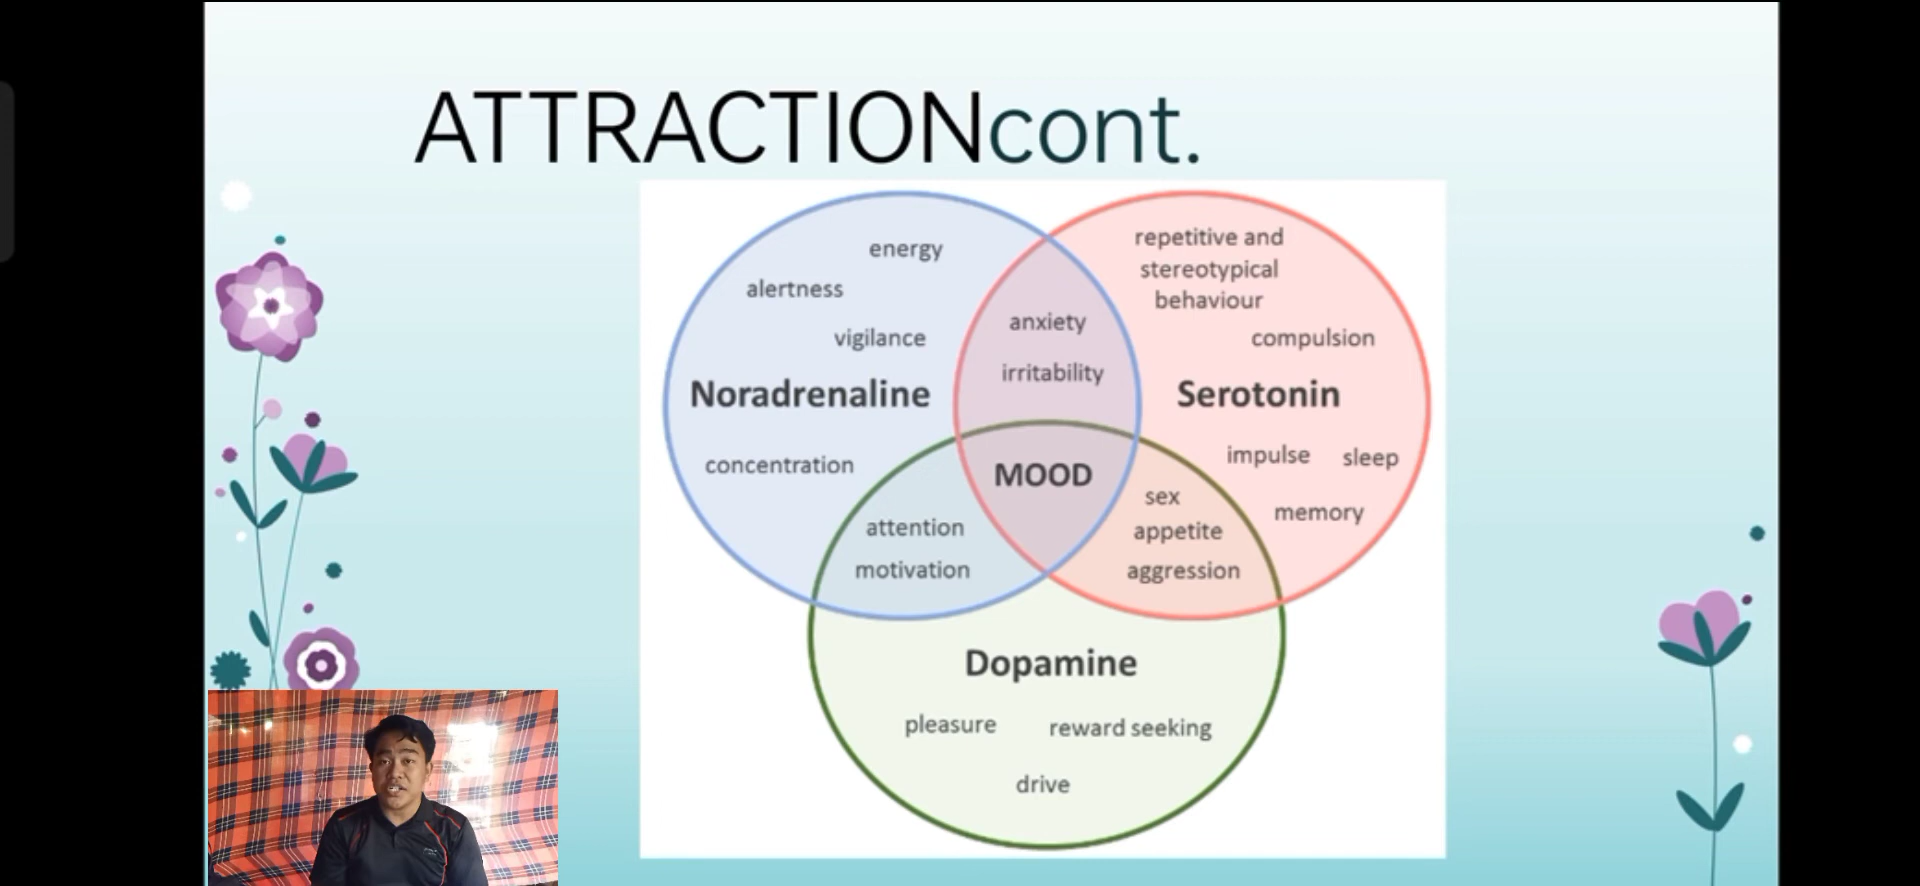 ATTRACTIONcont.
energy
alertness
vigilance
Noradrenaline
concentration
anxiety
irritability
repetitive and
stereotypical
behaviour
compulsion
Serotonin
impulse sleep
memory
MOOD
attention
motivation
sex
appetite
aggression
Dopamine
pleasure reward seeking
drive